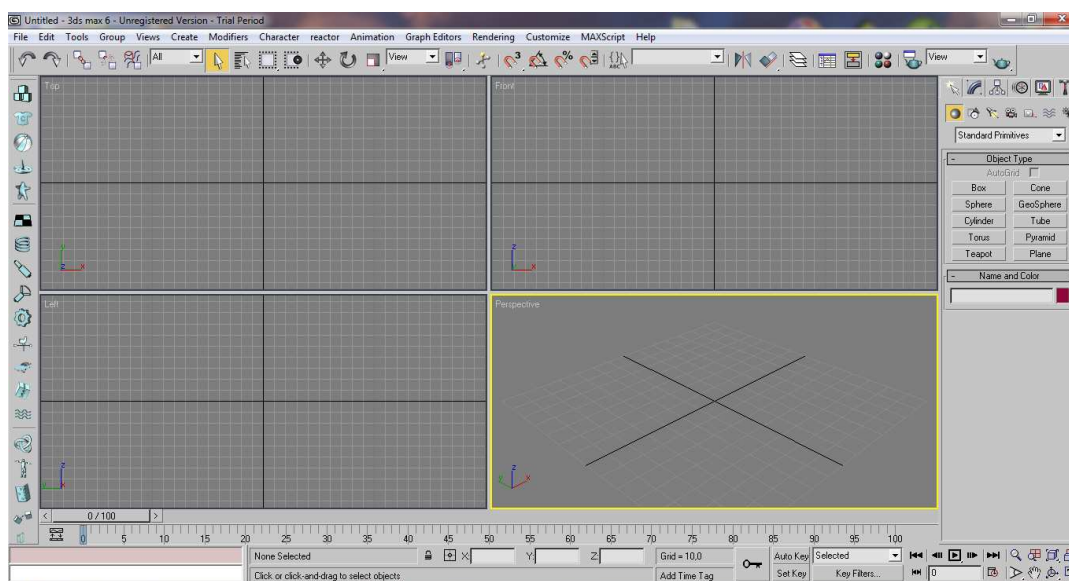 Untitled - 3ds max 6 - Unregistered Version - Trial Period
File Edit Tools Group Views Create Modifiers Character reactor Animation Graph Editors Rendering Customize MAXScript Help
All View 3 % ABC View
Top Front
Standard Primitives
- Object Type
AutoGrid
Box Cone
Sphere GeoSphere
Cylinder Tube
Torus Pyramid
Teapot Plane
- Name and Color
y z x z x
Left Perspective
z y x z y x
< 0 / 100 >
0 5 10 15 20 25 30 35 40 45 50 55 60 65 70 75 80 85 90 95 100
None Selected X: Y: Z: Grid = 10,0 Auto Key Selected
Click or click-and-drag to select objects Add Time Tag Set Key Key Filters... 0